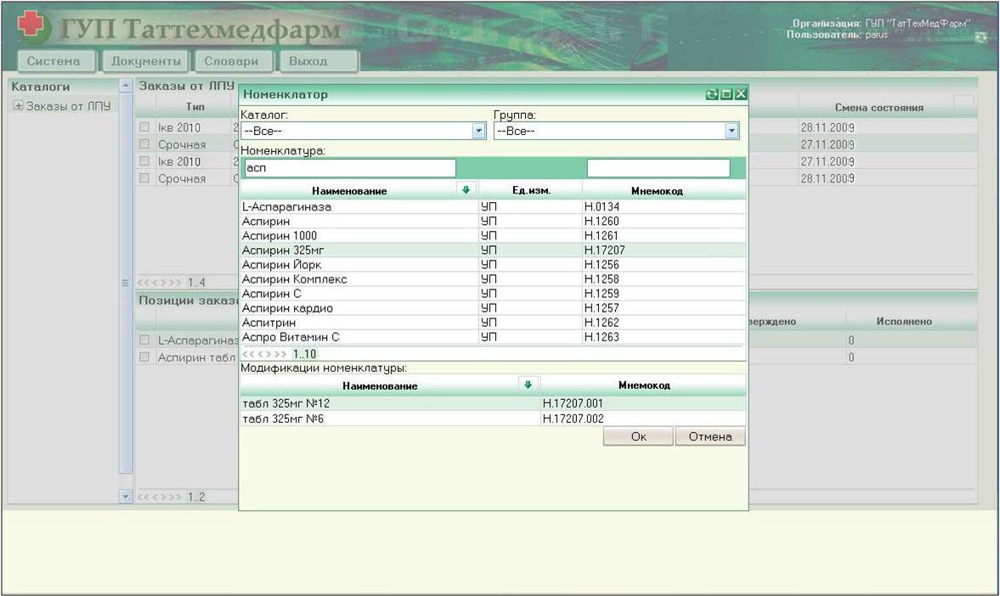 ГУП Таттехмедфарм
Организация: ГУП "ТатТехМедФарм"
Пользователь: parus
Система Документы Словари Выход
Каталоги
Заказы от ЛПУ
Заказы от ЛПУ
Тип Смена состояния
Iкв 2010 2 28.11.2009
Срочная 27.11.2009
Iкв 2010 2 27.11.2009
Срочная 28.11.2009
<< < > >> 1..4
Позиции заказа
верждено Исполнено
L-Аспарагиназ 0
Аспирин табл 0
<< < > >> 1..2
Номенклатор
Каталог: Группа:
--Все-- --Все--
Номенклатура:
асп
Наименование Ед.изм. Мнемокод
L-Аспарагиназа УП Н.0134
Аспирин УП Н.1260
Аспирин 1000 УП Н.1261
Аспирин 325мг УП Н.17207
Аспирин Йорк УП Н.1256
Аспирин Комплекс УП Н.1258
Аспирин С УП Н.1259
Аспирин кардио УП Н.1257
Аспитрин УП Н.1262
Аспро Витамин С УП Н.1263
<< < > >> 1..10
Модификации номенклатуры:
Наименование Мнемокод
табл 325мг №12 Н.17207.001
табл 325мг №6 Н.17207.002
Ок Отмена